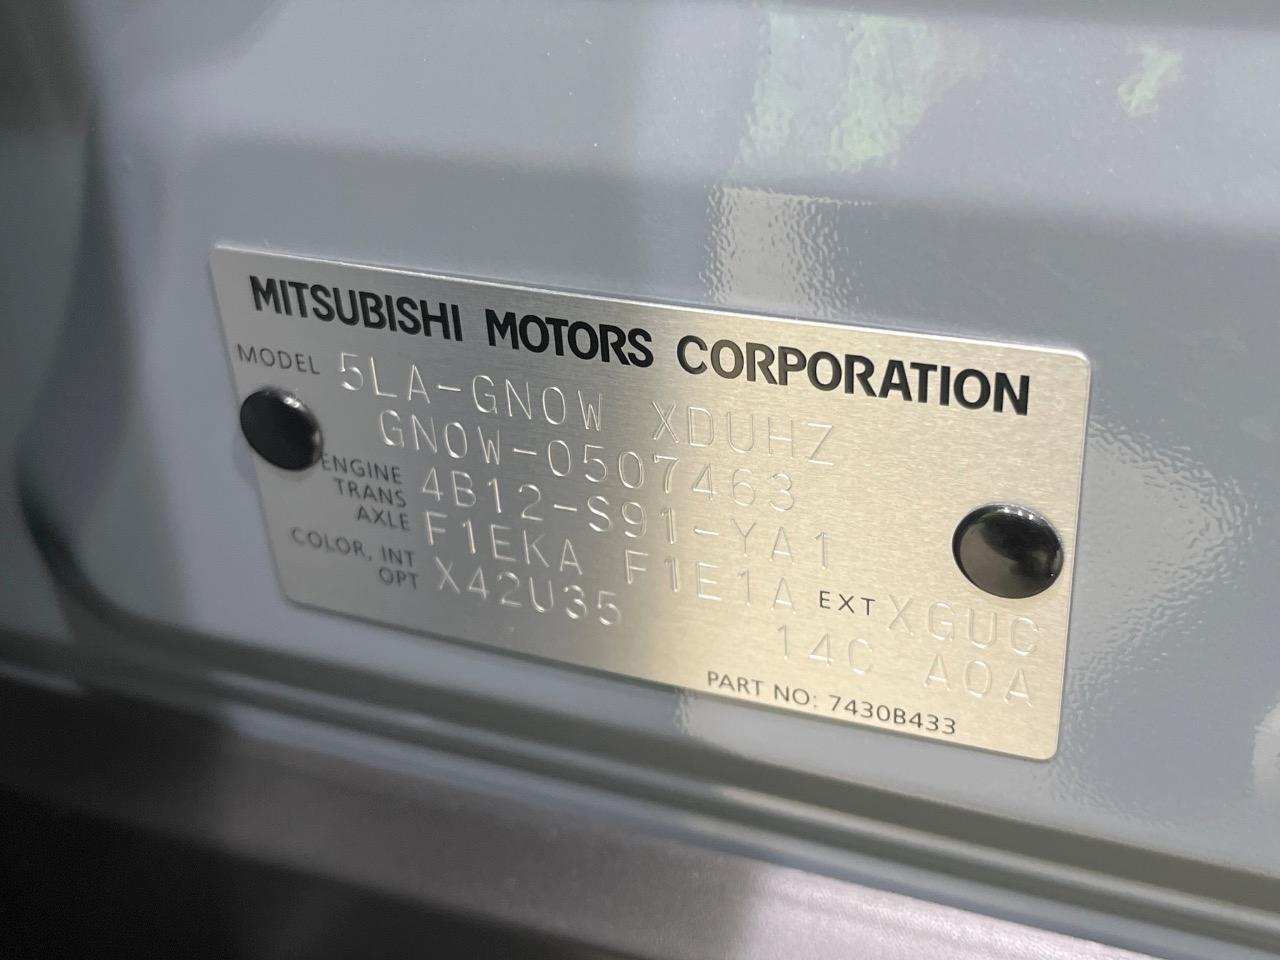 MITSUBISHI MOTORS CORPORATION
MODEL 5LA-GN0W XDUHZ
GN0W-0507463
ENGINE 4B12-S91-YA1
TRANS AXLE F1EKA F1E1A EXT XGUC
COLOR, INT OPT X42U35 14C A0A
PART NO: 7430B433